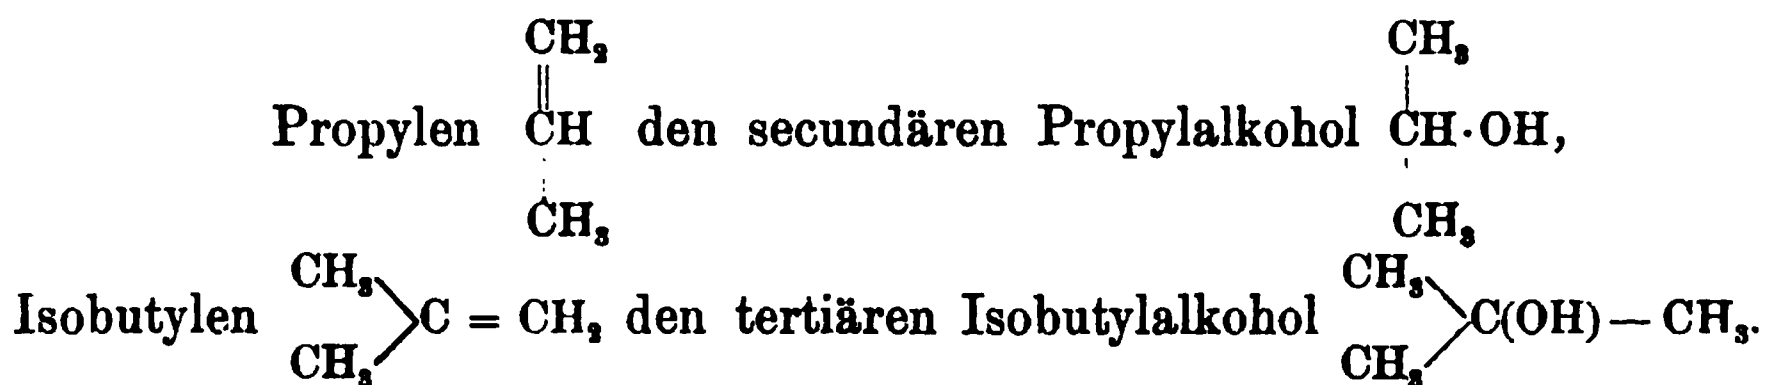 CH₂ CH₃
Propylen CH den secundären Propylalkohol CH·OH,
CH₃ CH₃
CH₃ CH₃
Isobutylen C = CH₂ den tertiären Isobutylalkohol C(OH) — CH₃.
CH₃ CH₃